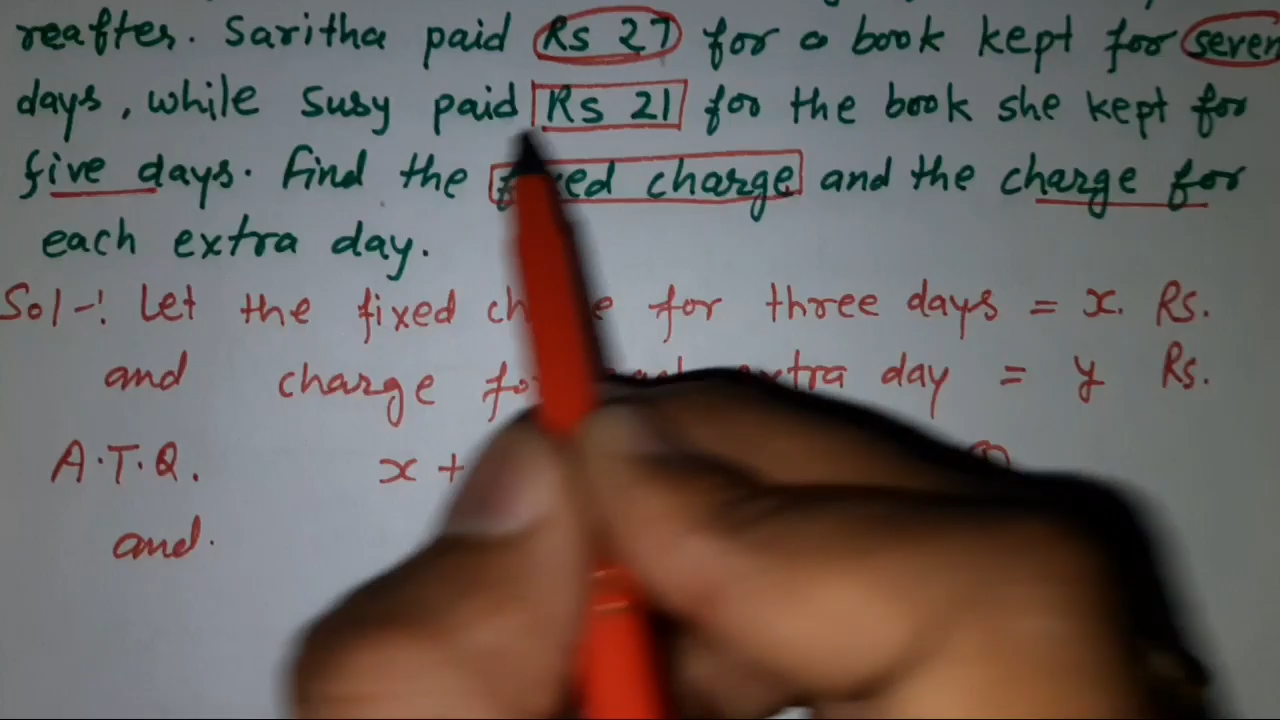 reafter. Saritha paid Rs 27 for a book kept for seven
days, while Susy paid Rs 21 for the book she kept for
five days. Find the fixed charge and the charge for
each extra day.
Sol-: Let the fixed for three days = x. Rs.
and charge extra day = y Rs.
A.T.Q. x +
and.